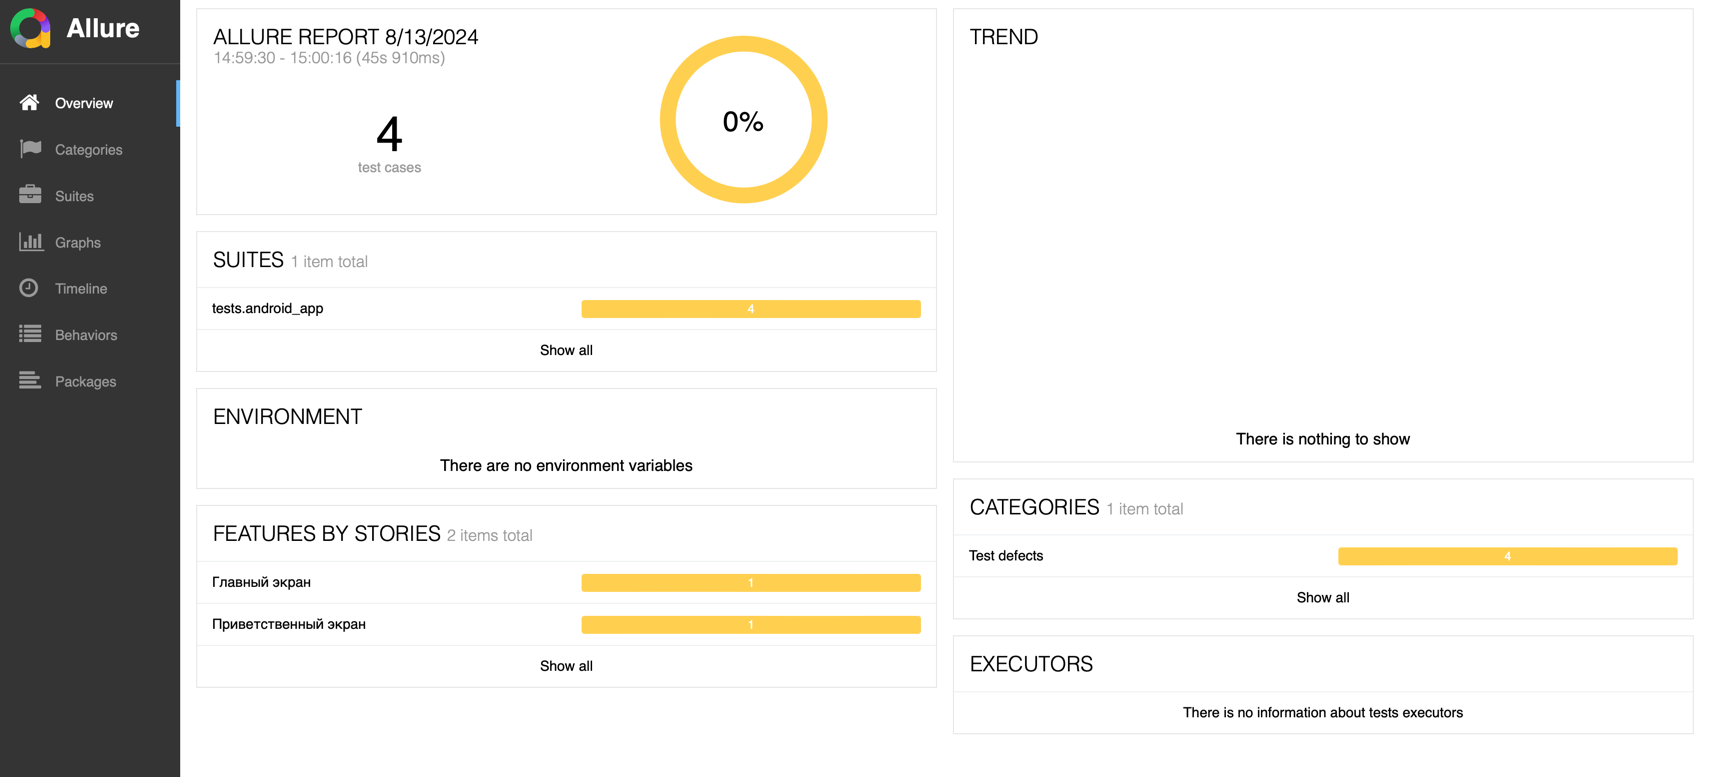 Allure
Overview
Categories
Suites
Graphs
Timeline
Behaviors
Packages
ALLURE REPORT 8/13/2024
14:59:30 - 15:00:16 (45s 910ms)
4
test cases
0%
SUITES 1 item total
tests.android_app 4
Show all
ENVIRONMENT
There are no environment variables
FEATURES BY STORIES 2 items total
Главный экран 1
Приветственный экран 1
Show all
TREND
There is nothing to show
CATEGORIES 1 item total
Test defects 4
Show all
EXECUTORS
There is no information about tests executors